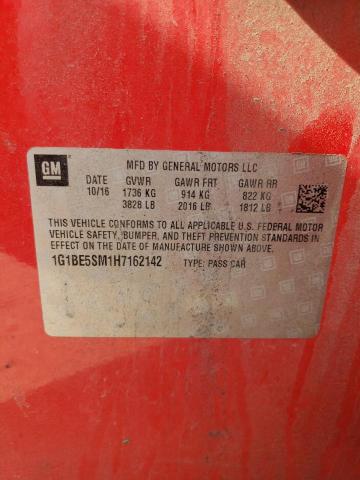 GM
MFD BY GENERAL MOTORS LLC
DATE GVWR GAWR FRT GAWR RR
10/16 1736 KG 914 KG 822 KG
3828 LB 2016 LB 1812 LB
THIS VEHICLE CONFORMS TO ALL APPLICABLE U.S. FEDERAL MOTOR
VEHICLE SAFETY, BUMPER, AND THEFT PREVENTION STANDARDS
IN EFFECT ON THE DATE OF MANUFACTURE SHOWN ABOVE.
1G1BE5SM1H7162142 TYPE: PASS CAR